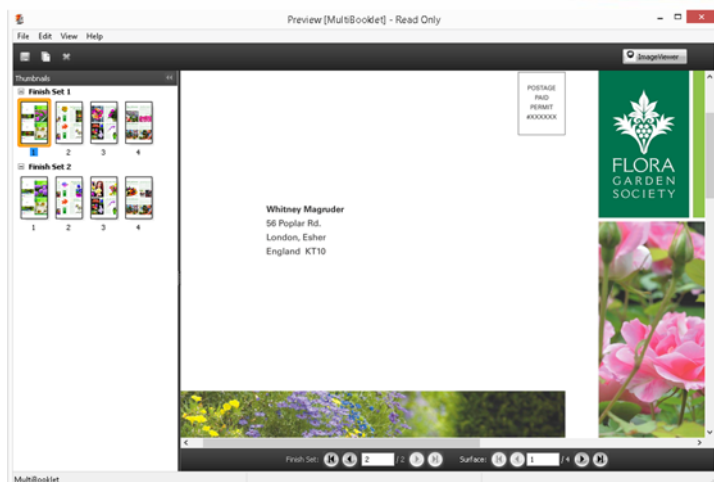 Preview [MultiBooklet] - Read Only
File Edit View Help
ImageViewer
Thumbnails
Finish Set 1
1 2 3 4
Finish Set 2
1 2 3 4
POSTAGE
PAID
PERMIT
#XXXXXX
FLORA
GARDEN
SOCIETY
Whitney Magruder
56 Poplar Rd.
London, Esher
England KT10
Finish Set: 2 / 2 Surface: 1 / 4
MultiBooklet